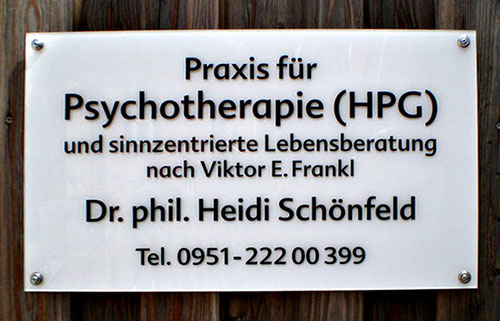 Praxis für
Psychotherapie (HPG)
und sinnzentrierte Lebensberatung
nach Viktor E. Frankl
Dr. phil. Heidi Schönfeld
Tel. 0951-222 00 399